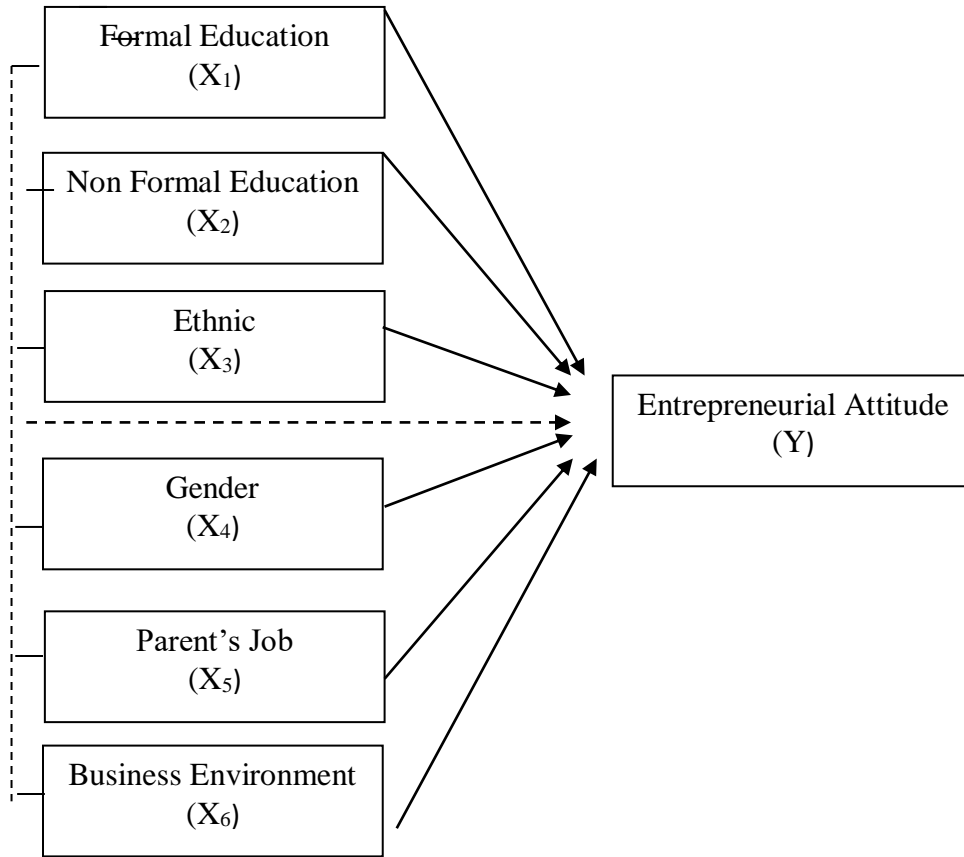 Formal Education
(X₁)
Non Formal Education
(X₂)
Ethnic
(X₃)
Entrepreneurial Attitude
(Y)
Gender
(X₄)
Parent’s Job
(X₅)
Business Environment
(X₆)